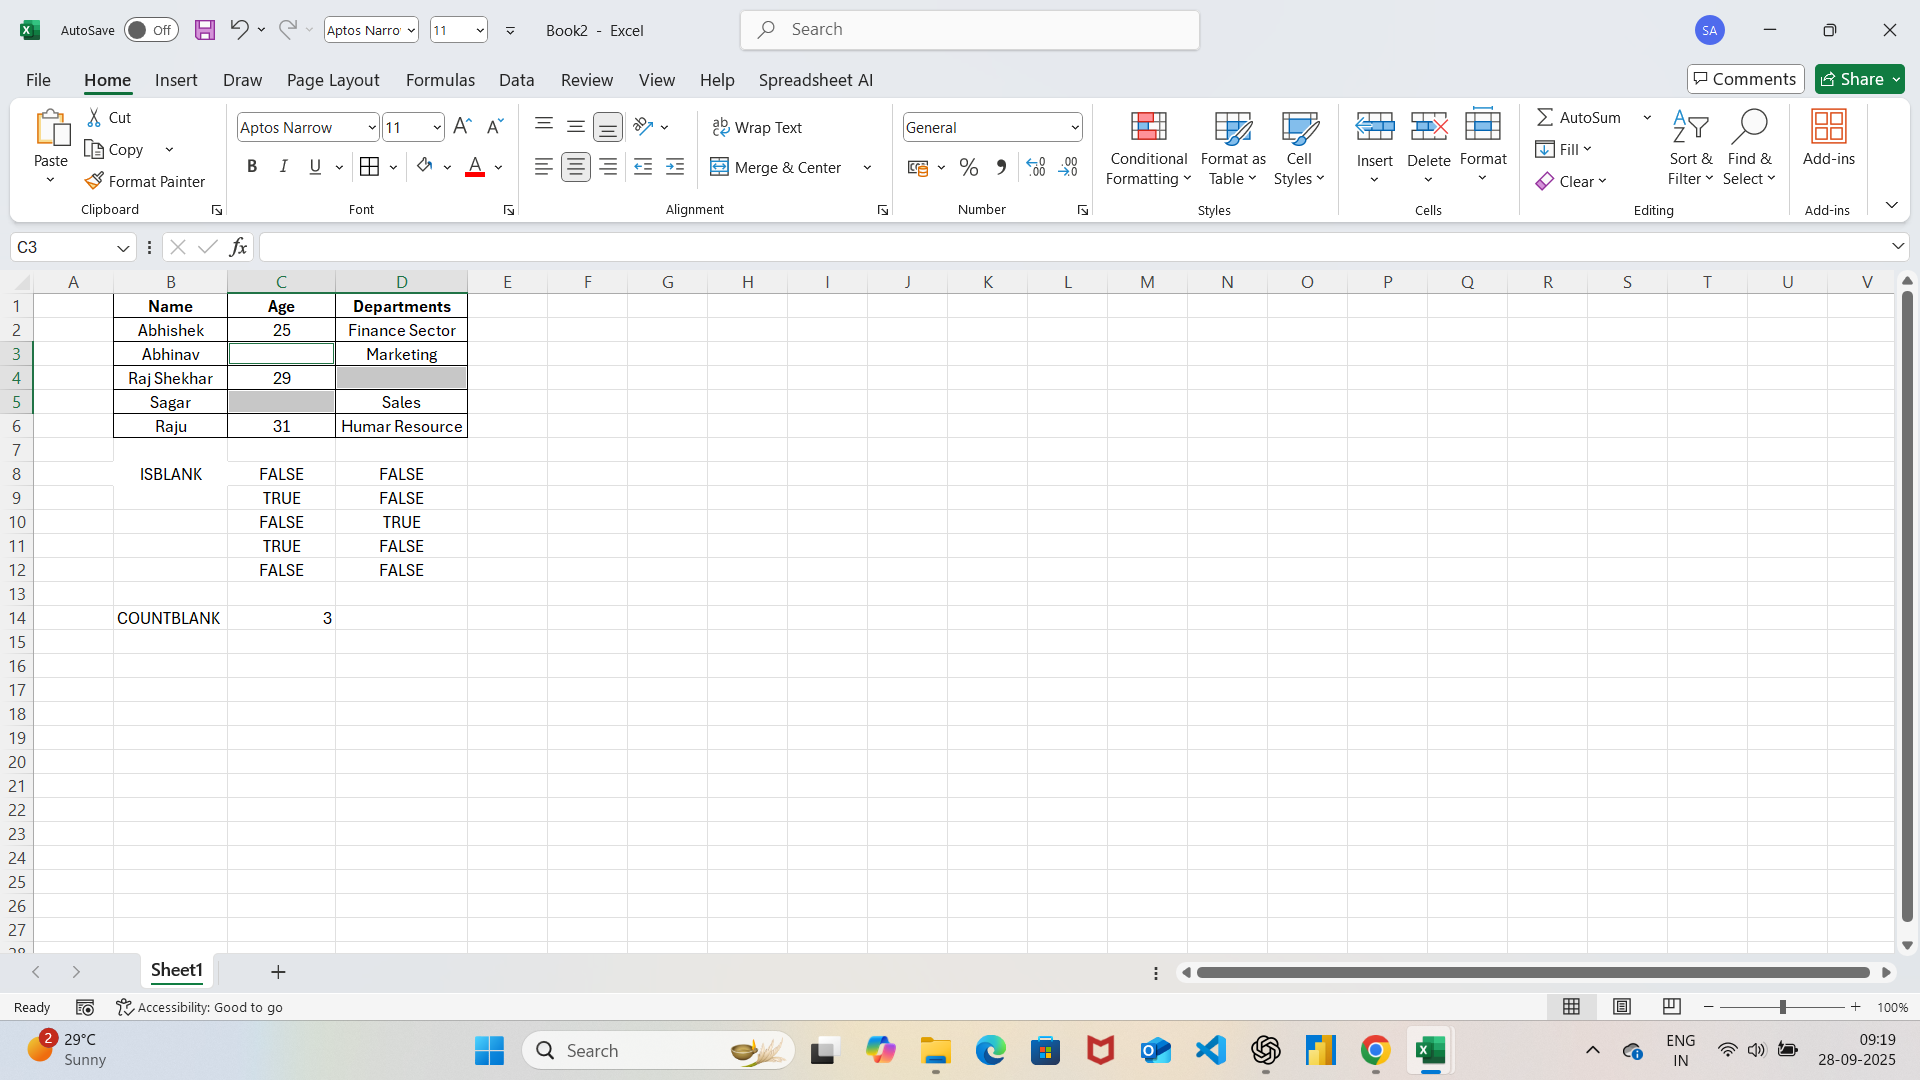 AutoSave Off Aptos Narro 11 Book2 - Excel Search SA
File Home Insert Draw Page Layout Formulas Data Review View Help Spreadsheet AI Comments Share
Paste Cut Copy Format Painter Clipboard
Aptos Narrow 11 A A B I U A Font
ab Wrap Text Merge & Center Alignment
General % Number
Conditional Formatting Format as Table Cell Styles Styles
Insert Delete Format Cells
AutoSum Fill Clear Sort & Filter Find & Select Editing
Add-ins Add-ins
C3 fx
A B C D E F G H I J K L M N O P Q R S T U V
1 Name Age Departments
2 Abhishek 25 Finance Sector
3 Abhinav Marketing
4 Raj Shekhar 29
5 Sagar Sales
6 Raju 31 Humar Resource
7
8 ISBLANK FALSE FALSE
9 TRUE FALSE
10 FALSE TRUE
11 TRUE FALSE
12 FALSE FALSE
13
14 COUNTBLANK 3
15
16
17
18
19
20
21
22
23
24
25
26
27
28
Sheet1
Ready Accessibility: Good to go 100%
2 29°C Search ENG 09:19
Sunny IN 28-09-2025